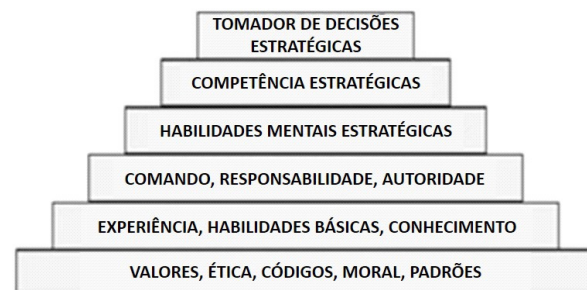 TOMADOR DE DECISÕES
ESTRATÉGICAS
COMPETÊNCIA ESTRATÉGICAS
HABILIDADES MENTAIS ESTRATÉGICAS
COMANDO, RESPONSABILIDADE, AUTORIDADE
EXPERIÊNCIA, HABILIDADES BÁSICAS, CONHECIMENTO
VALORES, ÉTICA, CÓDIGOS, MORAL, PADRÕES